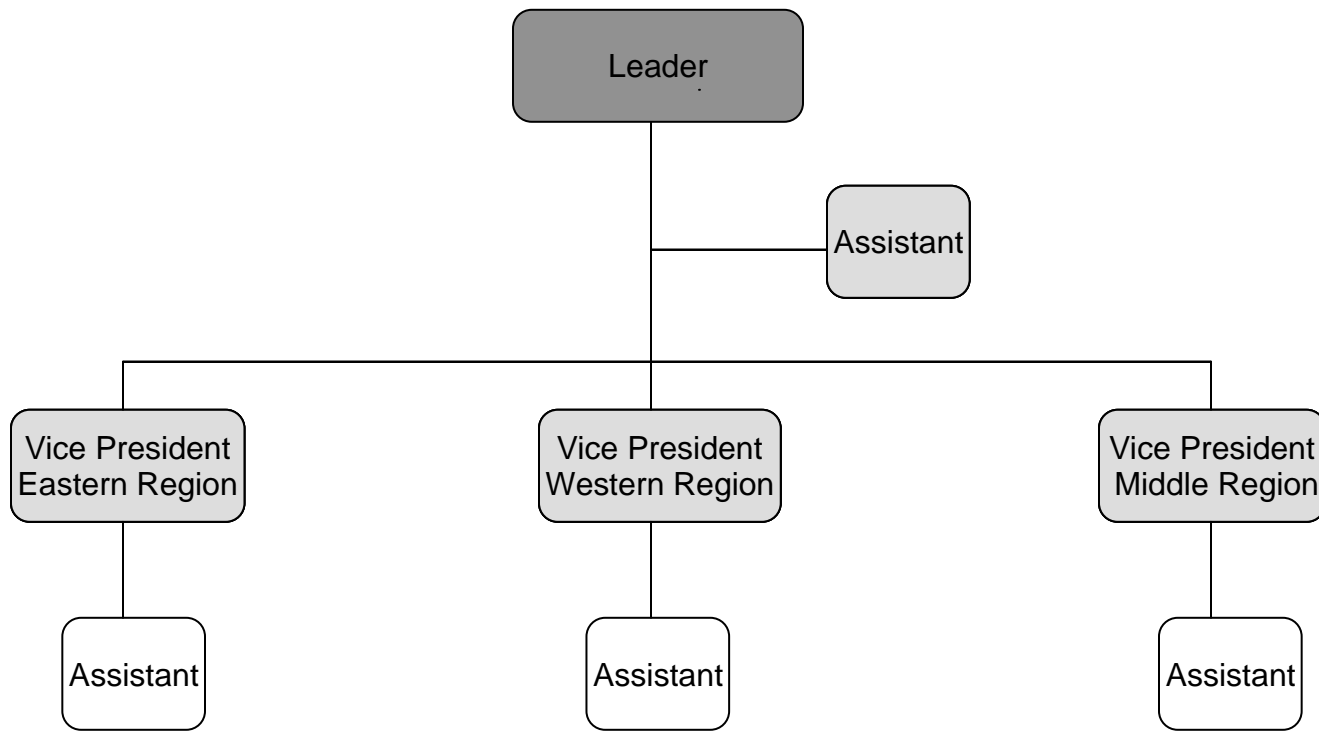 Leader
Assistant
Vice President
Eastern Region
Vice President
Western Region
Vice President
Middle Region
Assistant
Assistant
Assistant